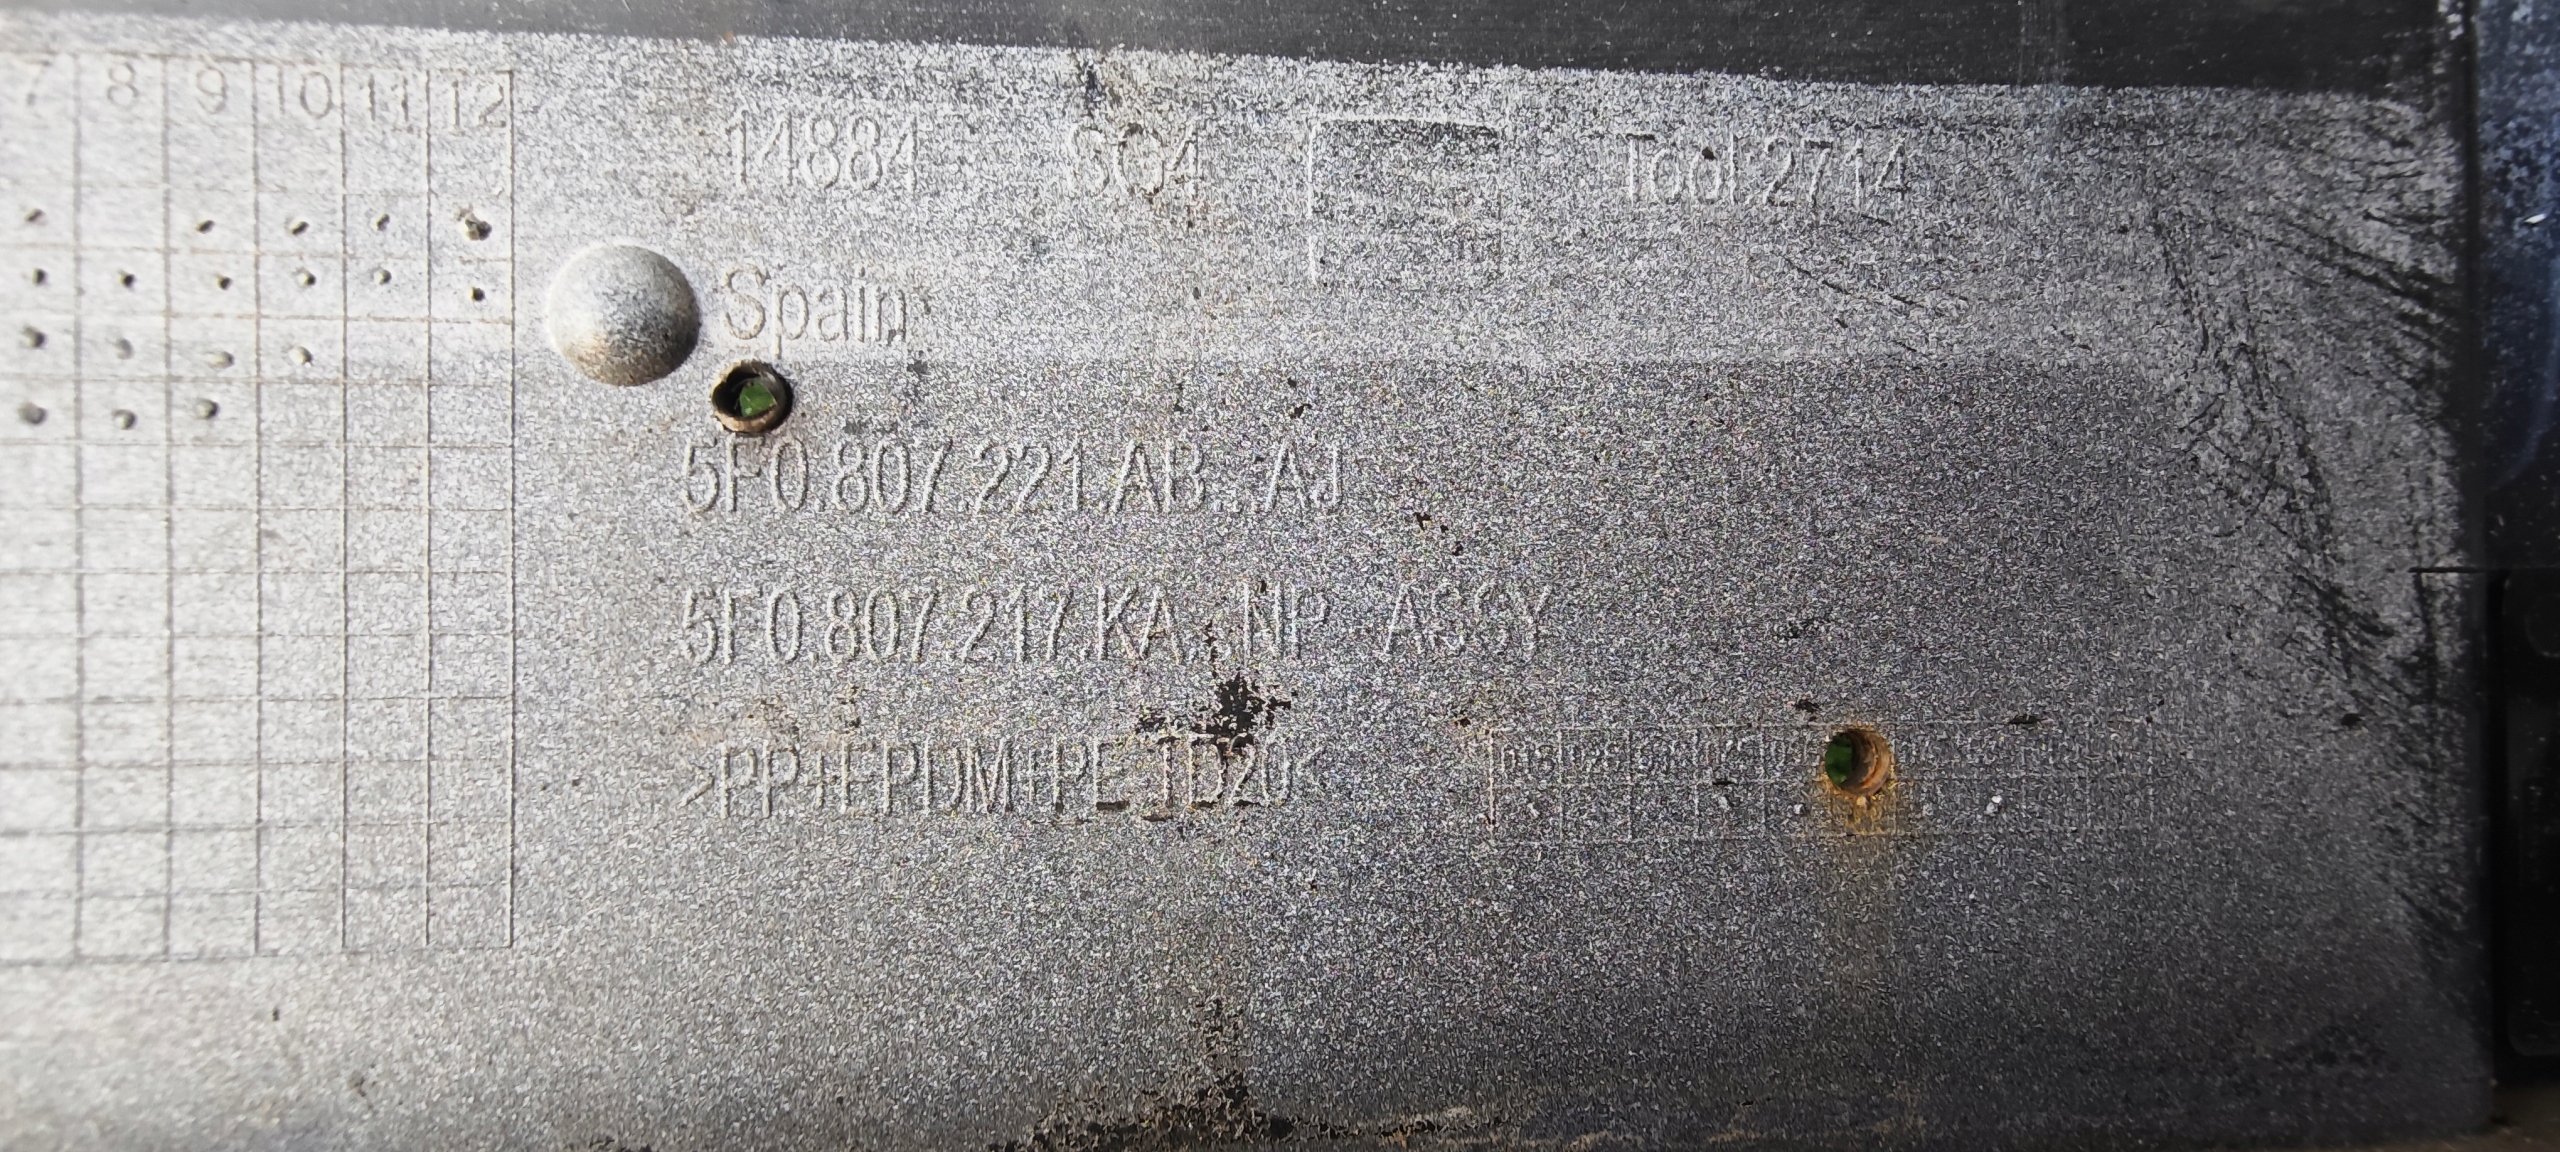 7 8 9 10 11 12
14884 SO4 Tool 2714
Spain
5F0.807.221.AB...AJ
5F0.807.217.KA...NP ASSY
>PP+EPDM+PE TD20<